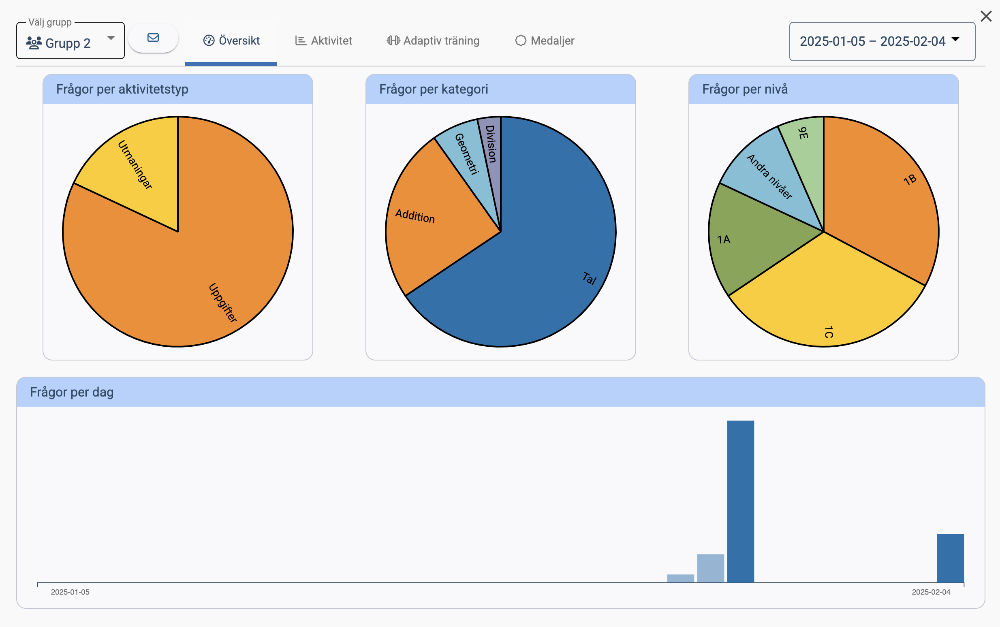 Välj grupp
Grupp 2
Översikt
Aktivitet
Adaptiv träning
Medaljer
2025-01-05 – 2025-02-04
Frågor per aktivitetstyp
Utmaningar
Uppgifter
Frågor per kategori
Division
Geometri
Addition
Tal
Frågor per nivå
9E
Andra nivåer
1B
1A
1C
Frågor per dag
2025-01-05
2025-02-04